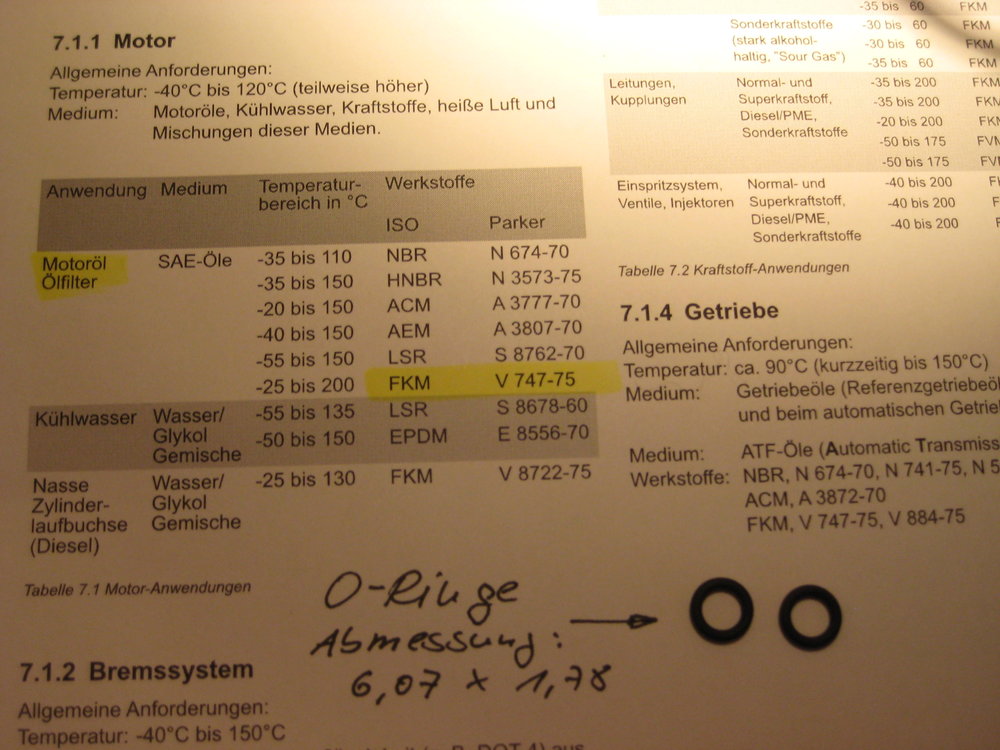 7.1.1 Motor
Allgemeine Anforderungen:
Temperatur: -40°C bis 120°C (teilweise höher)
Medium: Motoröle, Kühlwasser, Kraftstoffe, heiße Luft und
Mischungen dieser Medien.
Anwendung Medium Temperatur- Werkstoffe
bereich in °C
ISO Parker
Motoröl SAE-Öle -35 bis 110 NBR N 674-70
Ölfilter -35 bis 150 HNBR N 3573-75
-20 bis 150 ACM A 3777-70
-40 bis 150 AEM A 3807-70
-55 bis 150 LSR S 8762-70
-25 bis 200 FKM V 747-75
Kühlwasser Wasser/ -55 bis 135 LSR S 8678-60
Glykol -50 bis 150 EPDM E 8556-70
Gemische
Nasse Wasser/ -25 bis 130 FKM V 8722-75
Zylinder- Glykol
laufbuchse Gemische
(Diesel)
Tabelle 7.1 Motor-Anwendungen
O-Ringe
Abmessung:
6,07 x 1,78
7.1.2 Bremssystem
Allgemeine Anforderungen:
Temperatur: -40°C bis 150°C
-35 bis 60 FKM
Sonderkraftstoffe -30 bis 60 FKM
(stark alkohol- -30 bis 60 FKM
haltig, "Sour Gas") -35 bis 60 FKM
Leitungen, Normal- und -35 bis 200 FKM
Kupplungen Superkraftstoff, -35 bis 200
Diesel/PME, -20 bis 200
Sonderkraftstoffe -50 bis 175
-50 bis 175
Einspritzsystem, Normal- und -40 bis 200
Ventile, Injektoren Superkraftstoff, -40 bis 200
Diesel/PME, -40 bis 200
Sonderkraftstoffe
Tabelle 7.2 Kraftstoff-Anwendungen
7.1.4 Getriebe
Allgemeine Anforderungen:
Temperatur: ca. 90°C (kurzzeitig bis 150°C)
Medium: Getriebeöle (Referenzgetriebeöl
und beim automatischen Getrie
Medium: ATF-Öle (Automatic Transmiss
Werkstoffe: NBR, N 674-70, N 741-75, N 5
ACM, A 3872-70
FKM, V 747-75, V 884-75